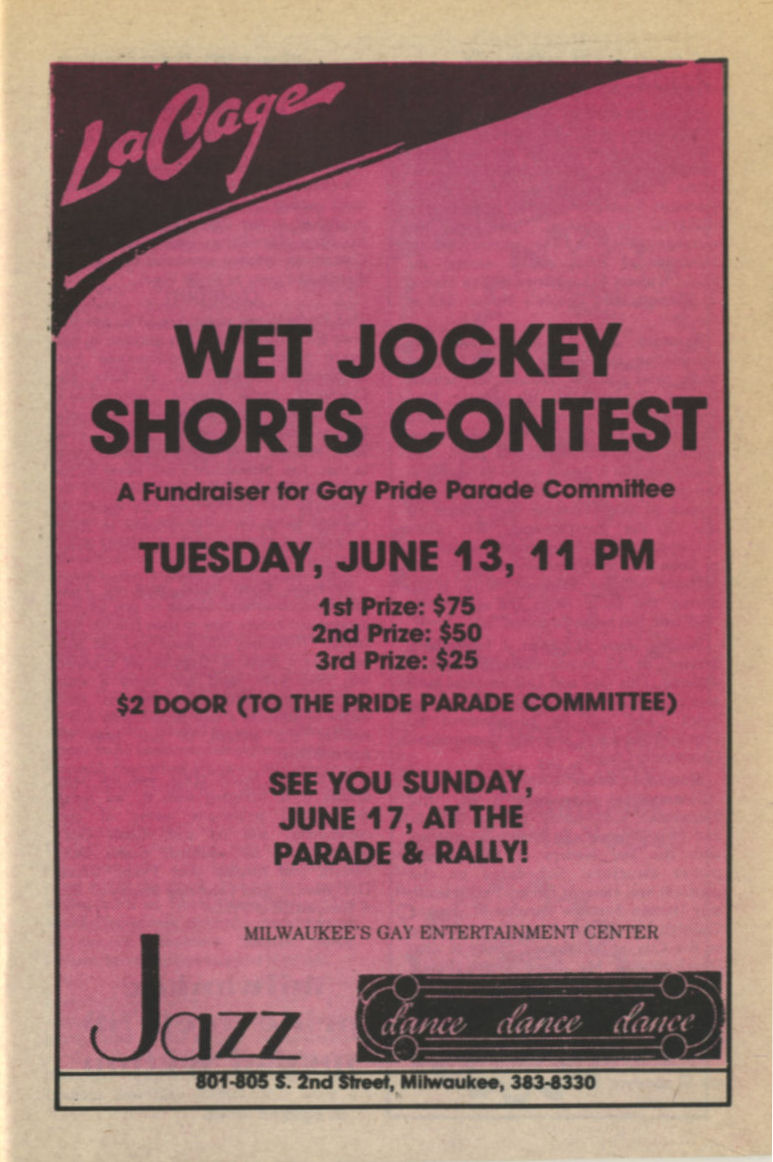 LaCage
WET JOCKEY
SHORTS CONTEST
A Fundraiser for Gay Pride Parade Committee
TUESDAY, JUNE 13, 11 PM
1st Prize: $75
2nd Prize: $50
3rd Prize: $25
$2 DOOR (TO THE PRIDE PARADE COMMITTEE)
SEE YOU SUNDAY,
JUNE 17, AT THE
PARADE & RALLY!
MILWAUKEE'S GAY ENTERTAINMENT CENTER
Jazz
dance dance dance
801-805 S. 2nd Street, Milwaukee, 383-8330